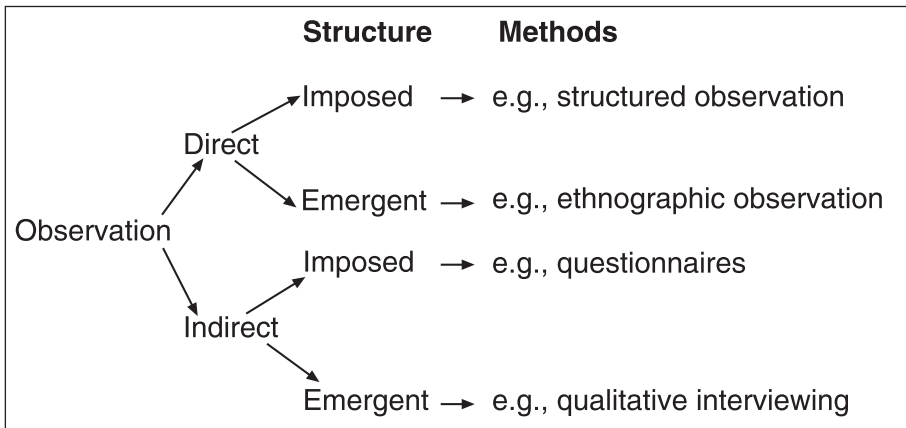 Structure Methods
Imposed e.g., structured observation
Direct
Emergent e.g., ethnographic observation
Observation
Imposed e.g., questionnaires
Indirect
Emergent e.g., qualitative interviewing